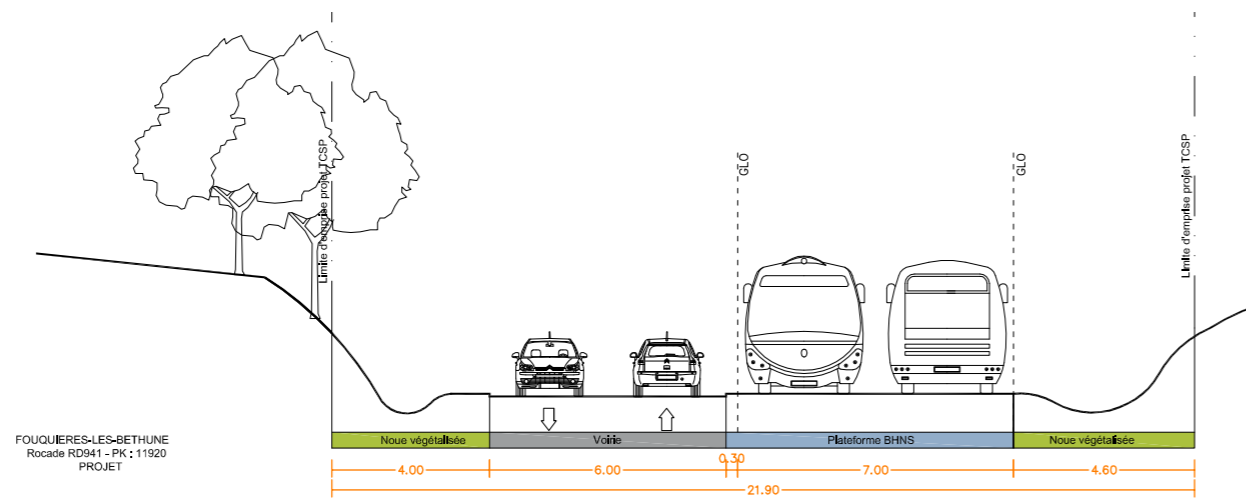 Limite d'emprise projet TCSP
GLO
GLO
Limite d'emprise projet TCSP
FOUQUIERES-LES-BETHUNE
Rocade RD941 - PK : 11920
PROJET
Noue végétalisée
Voirie
Plateforme BHNS
Noue végétalisée
4.00
6.00
0.30
7.00
4.60
21.90